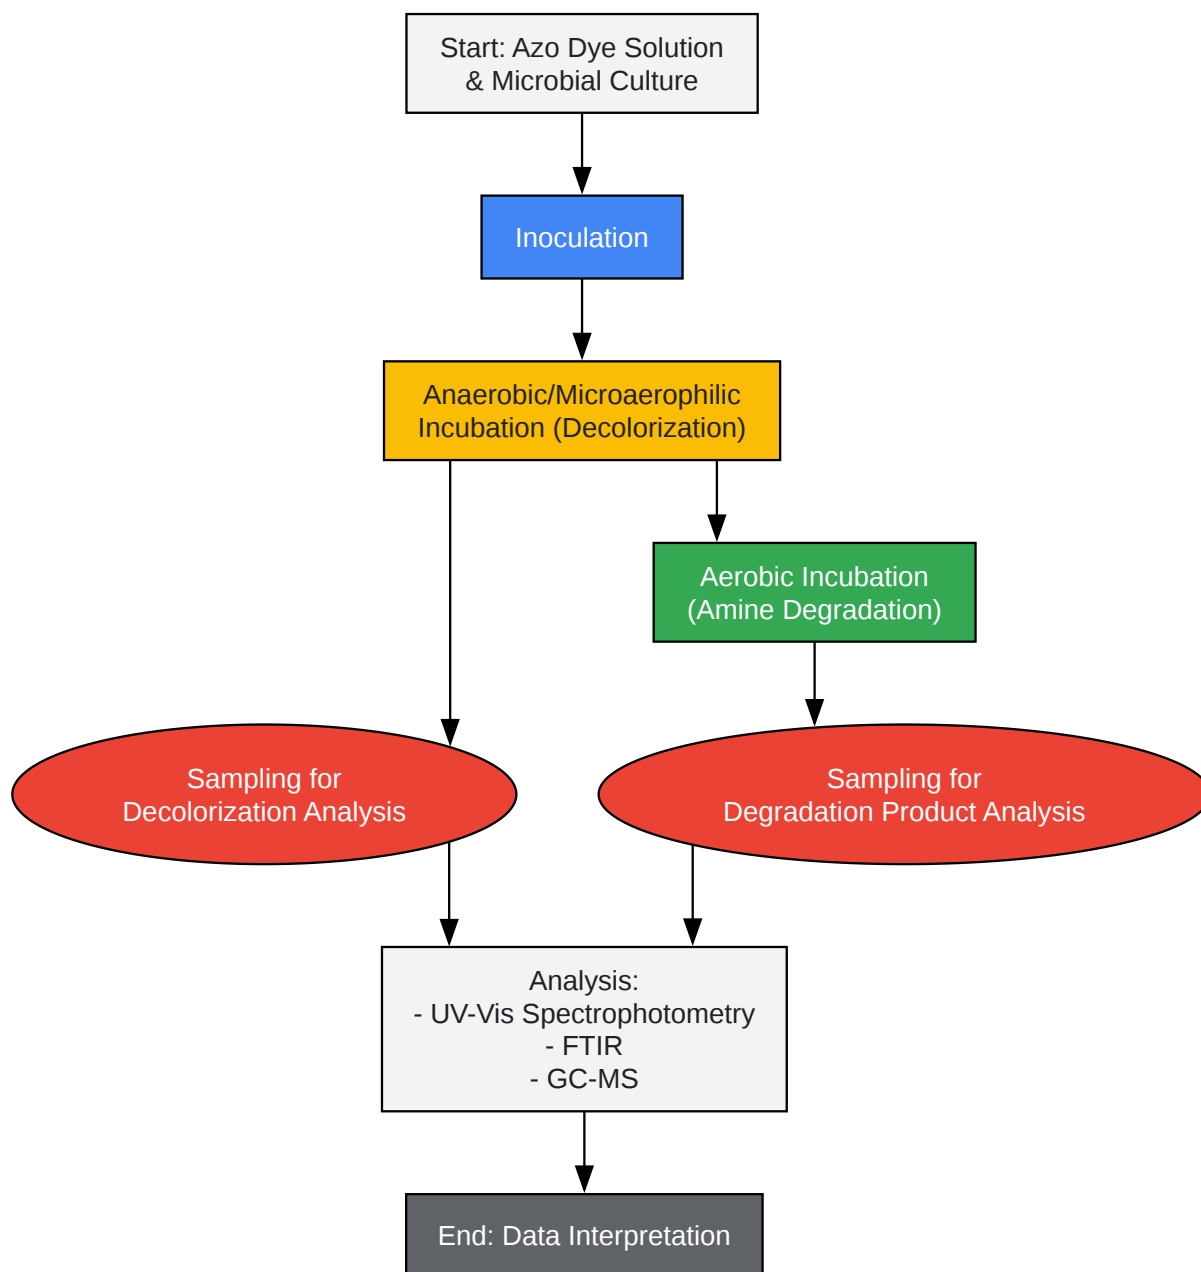 Start: Azo Dye Solution
& Microbial Culture
Inoculation
Anaerobic/Microaerophilic
Incubation (Decolorization)
Aerobic Incubation
(Amine Degradation)
Sampling for
Decolorization Analysis
Sampling for
Degradation Product Analysis
Analysis:
- UV-Vis Spectrophotometry
- FTIR
- GC-MS
End: Data Interpretation